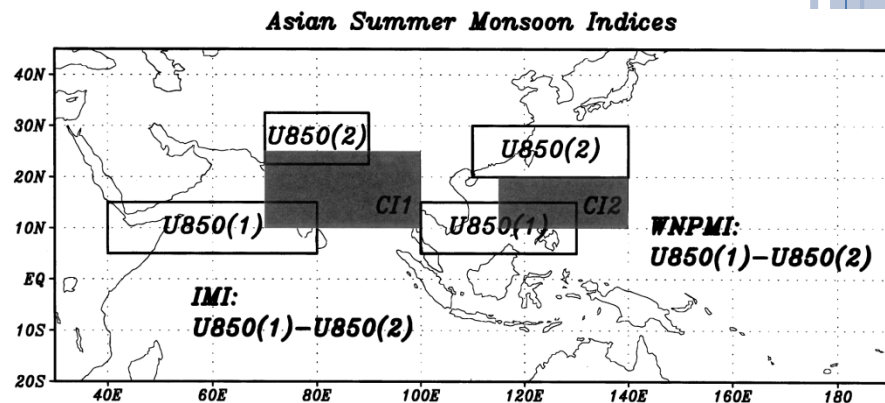 Asian Summer Monsoon Indices
40N
30N
20N
10N
EQ
10S
20S
U850(2)
U850(2)
CI1
CI2
U850(1)
U850(1)
WNPMI:
U850(1)-U850(2)
IMI:
U850(1)-U850(2)
40E
60E
80E
100E
120E
140E
160E
180